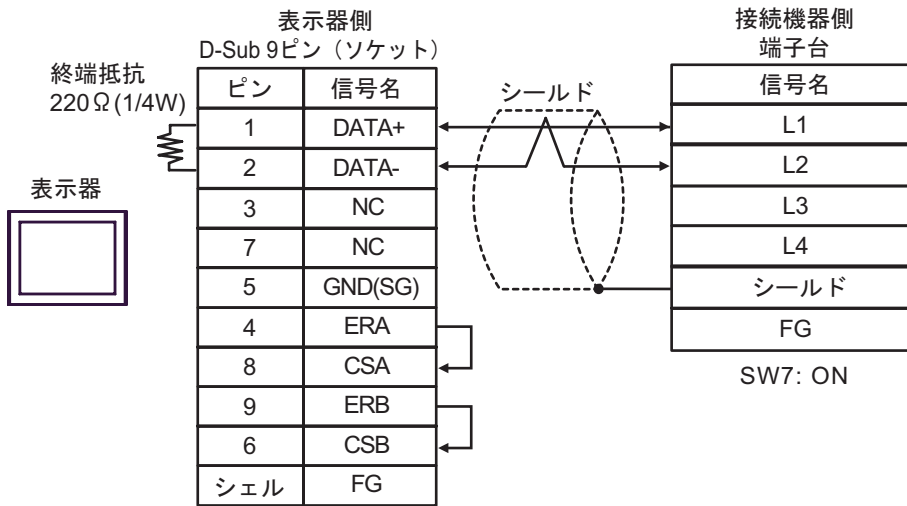 表示器側
D-Sub 9ピン（ソケット）
接続機器側
端子台
終端抵抗
220Ω(1/4W)
表示器
ピン 信号名
1 DATA+
2 DATA-
3 NC
7 NC
5 GND(SG)
4 ERA
8 CSA
9 ERB
6 CSB
シェル FG
シールド
信号名
L1
L2
L3
L4
シールド
FG
SW7: ON